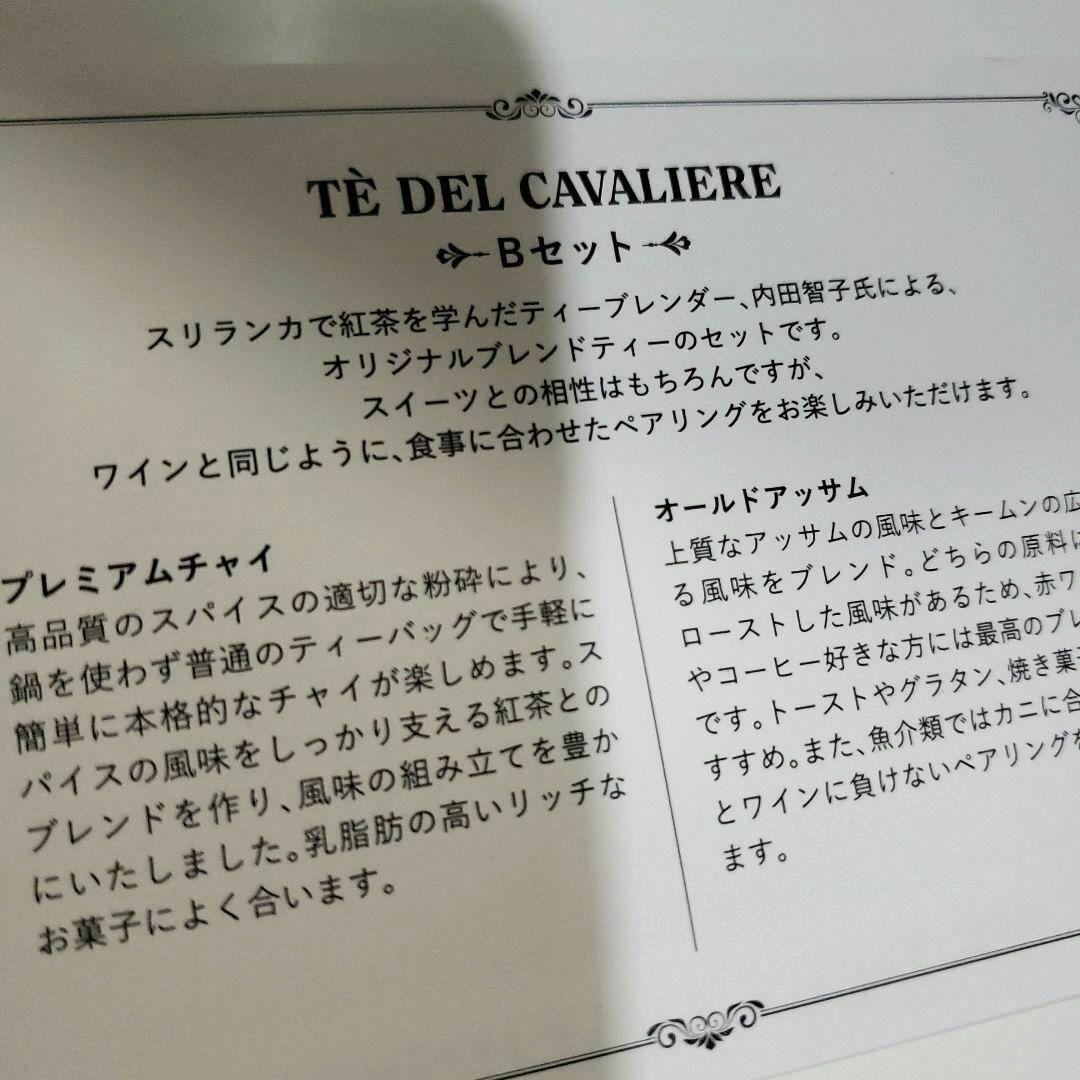 TÈ DEL CAVALIERE
Bセット
スリランカで紅茶を学んだティーブレンダー、内田智子氏による、
オリジナルブレンドティーのセットです。
スイーツとの相性はもちろんですが、
ワインと同じように、食事に合わせたペアリングをお楽しみいただけます。
プレミアムチャイ
高品質のスパイスの適切な粉砕により、
鍋を使わず普通のティーバッグで手軽に
簡単に本格的なチャイが楽しめます。ス
パイスの風味をしっかり支える紅茶との
ブレンドを作り、風味の組み立てを豊か
にいたしました。乳脂肪の高いリッチな
お菓子によく合います。
オールドアッサム
上質なアッサムの風味とキームンの広
る風味をブレンド。どちらの原料に
ローストした風味があるため、赤ワ
やコーヒー好きな方には最高のブレ
です。トーストやグラタン、焼き菓子
すすめ。また、魚介類ではカニに合
とワインに負けないペアリングを
ます。